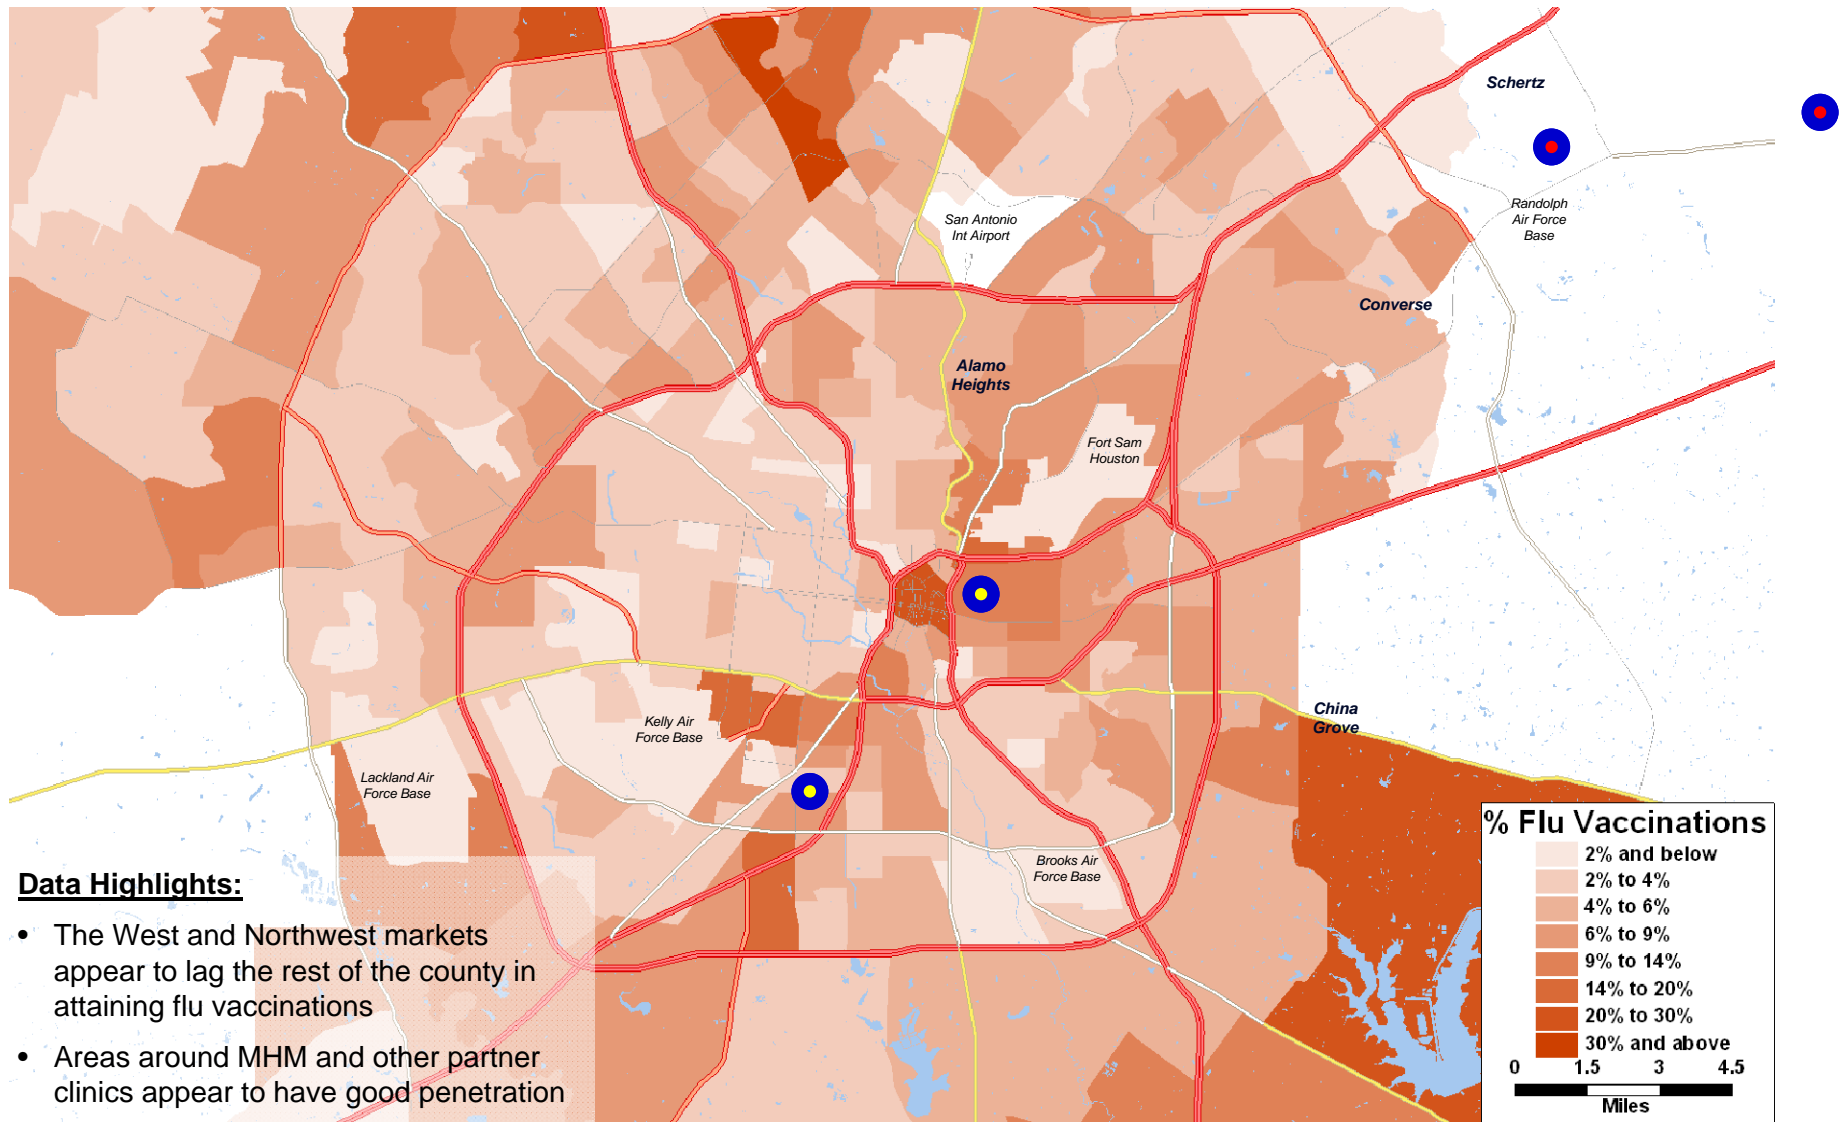 Schertz
Randolph
Air Force
Base
San Antonio
Int Airport
Converse
Alamo
Heights
Fort Sam
Houston
China
Grove
Kelly Air
Force Base
Lackland Air
Force Base
Brooks Air
Force Base
Data Highlights:
• The West and Northwest markets
appear to lag the rest of the county in
attaining flu vaccinations
• Areas around MHM and other partner
clinics appear to have good penetration
% Flu Vaccinations
2% and below
2% to 4%
4% to 6%
6% to 9%
9% to 14%
14% to 20%
20% to 30%
30% and above
0 1.5 3 4.5
Miles